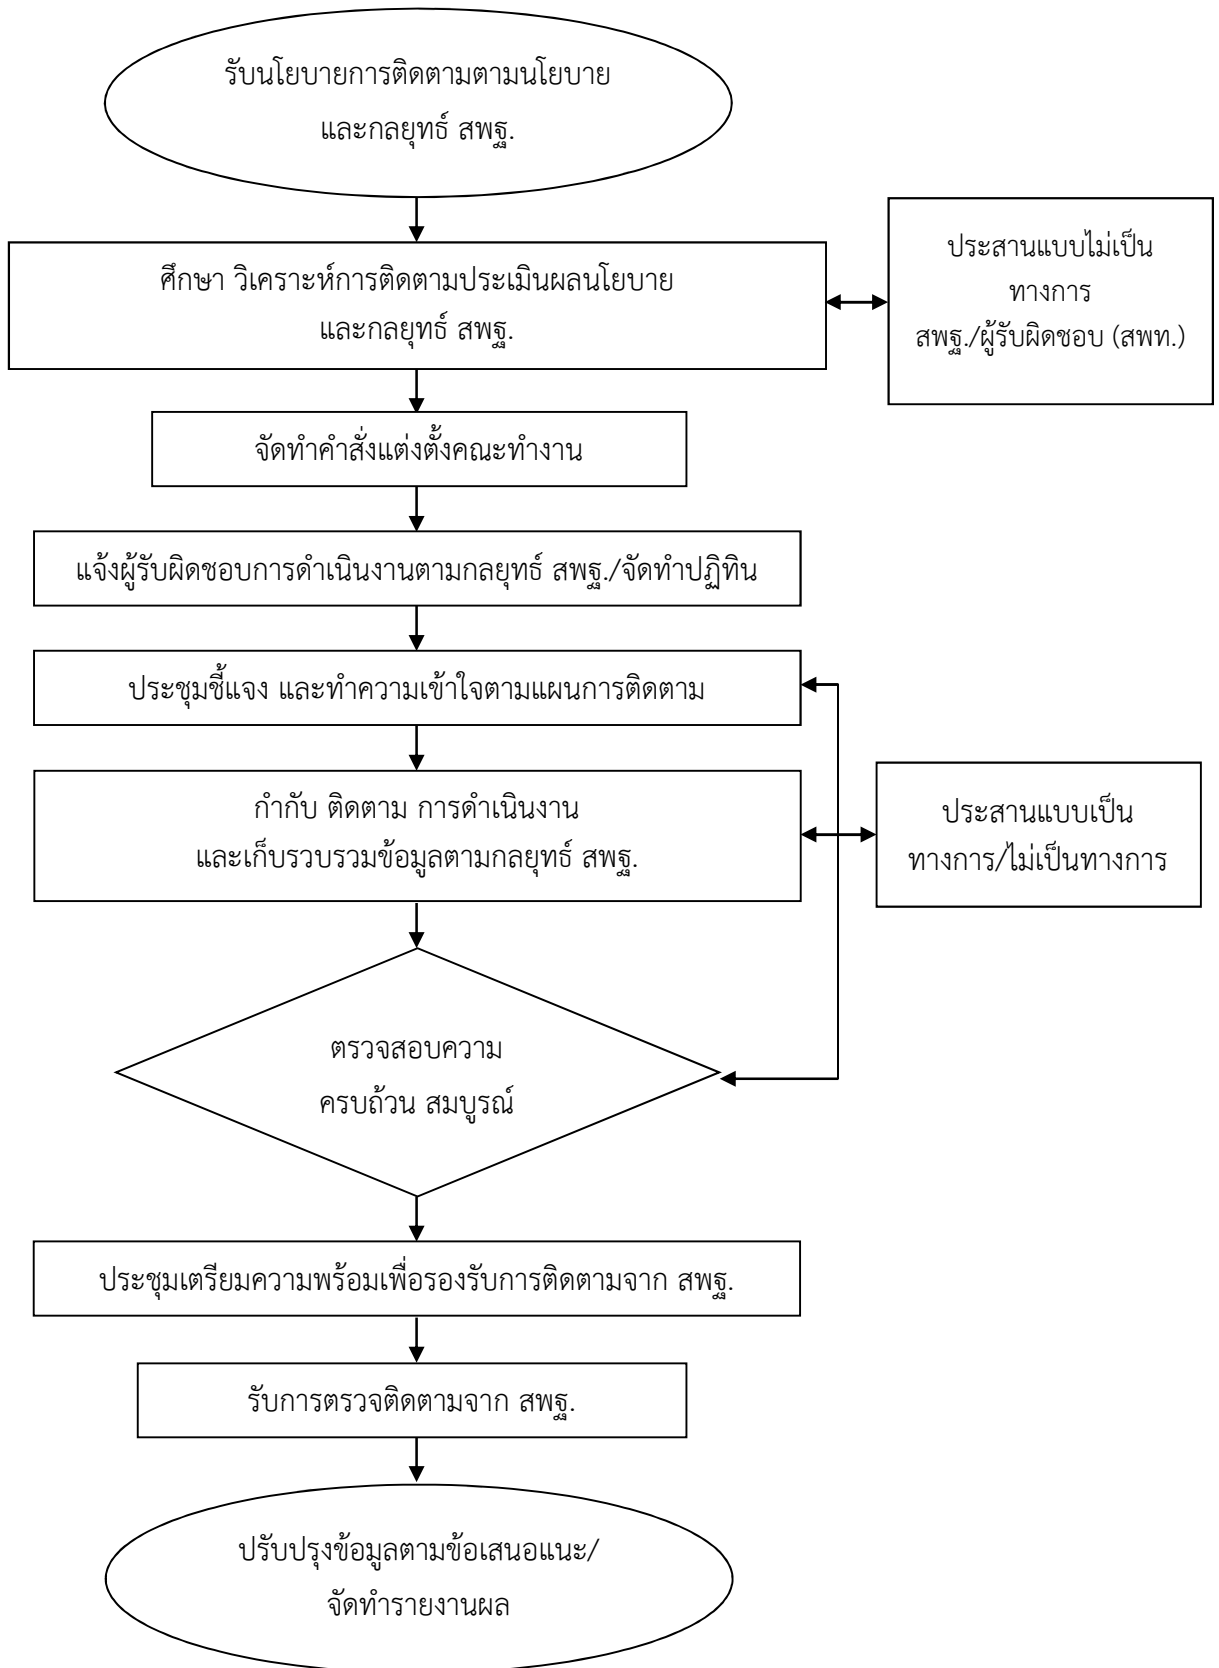 รับนโยบายการติดตามตามนโยบาย
และกลยุทธ์ สพฐ.
ศึกษา วิเคราะห์การติดตามประเมินผลนโยบาย
และกลยุทธ์ สพฐ.
ประสานแบบไม่เป็น
ทางการ
สพฐ./ผู้รับผิดชอบ (สพท.)
จัดทำคำสั่งแต่งตั้งคณะทำงาน
แจ้งผู้รับผิดชอบการดำเนินงานตามกลยุทธ์ สพฐ./จัดทำปฏิทิน
ประชุมชี้แจง และทำความเข้าใจตามแผนการติดตาม
กำกับ ติดตาม การดำเนินงาน
และเก็บรวบรวมข้อมูลตามกลยุทธ์ สพฐ.
ประสานแบบเป็น
ทางการ/ไม่เป็นทางการ
ตรวจสอบความ
ครบถ้วน สมบูรณ์
ประชุมเตรียมความพร้อมเพื่อรองรับการติดตามจาก สพฐ.
รับการตรวจติดตามจาก สพฐ.
ปรับปรุงข้อมูลตามข้อเสนอแนะ/
จัดทำรายงานผล